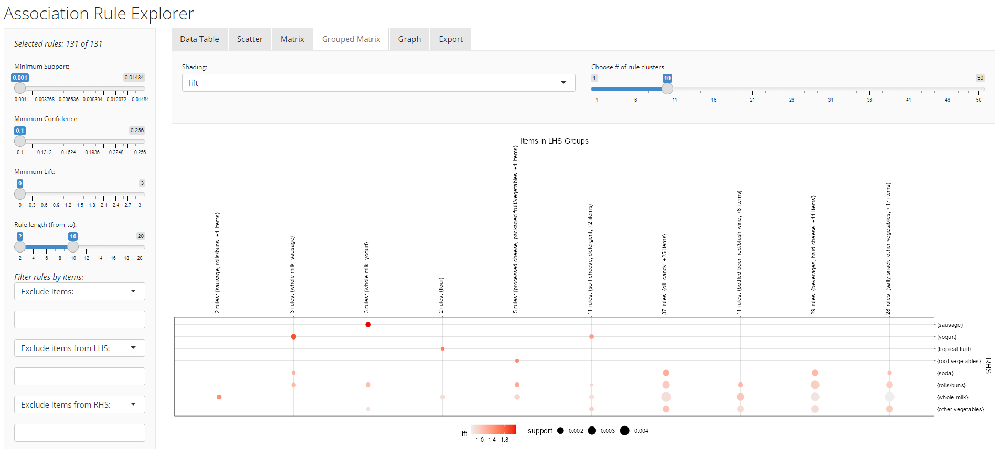 Association Rule Explorer
Selected rules: 131 of 131
Minimum Support:
0.001 0.01484
0.001 0.003768 0.006536 0.009304 0.012072 0.01484
Minimum Confidence:
0.1 0.256
0.1 0.1312 0.1624 0.1936 0.2248 0.256
Minimum Lift:
0 3
0 0.3 0.6 0.9 1.2 1.5 1.8 2.1 2.4 2.7 3
Rule length (from-to):
2 10 20
2 4 6 8 10 12 14 16 18 20
Filter rules by items:
Exclude items:
Exclude items from LHS:
Exclude items from RHS:
Data Table Scatter Matrix Grouped Matrix Graph Export
Shading:
lift
Choose # of rule clusters
1 10 50
1 6 11 16 21 26 31 36 41 46 50
Items in LHS Groups
2 rules: {sausage, rolls/buns, +1 items}
3 rules: {whole milk, sausage}
3 rules: {whole milk, yogurt}
2 rules: {flour}
5 rules: {processed cheese, packaged fruit/vegetables, +1 items}
11 rules: {soft cheese, detergent, +2 items}
37 rules: {oil, candy, +25 items}
11 rules: {bottled beer, red/blush wine, +8 items}
29 rules: {beverages, hard cheese, +11 items}
28 rules: {salty snack, other vegetables, +17 items}
{sausage}
{yogurt}
{tropical fruit}
{root vegetables}
{soda}
{rolls/buns}
{whole milk}
{other vegetables}
RHS
lift 1.0 1.4 1.8
support 0.002 0.003 0.004